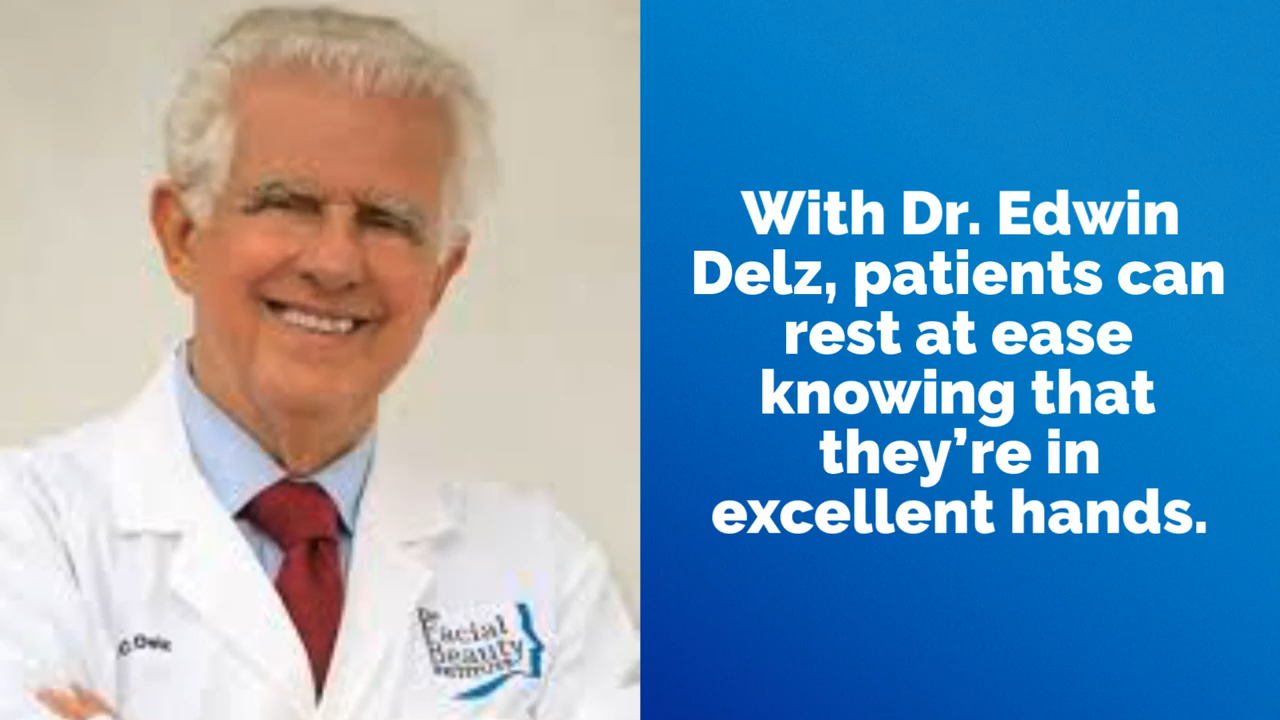 With Dr. Edwin
Delz, patients can
rest at ease
knowing that
they’re in
excellent hands.
Facial
Beauty